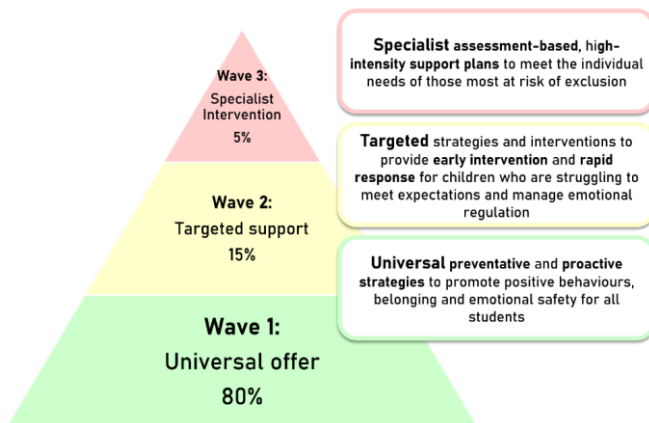 Wave 3:
Specialist
Intervention
5%
Specialist assessment-based, high-
intensity support plans to meet the individual
needs of those most at risk of exclusion
Wave 2:
Targeted support
15%
Targeted strategies and interventions to
provide early intervention and rapid
response for children who are struggling to
meet expectations and manage emotional
regulation
Wave 1:
Universal offer
80%
Universal preventative and proactive
strategies to promote positive behaviours,
belonging and emotional safety for all
students